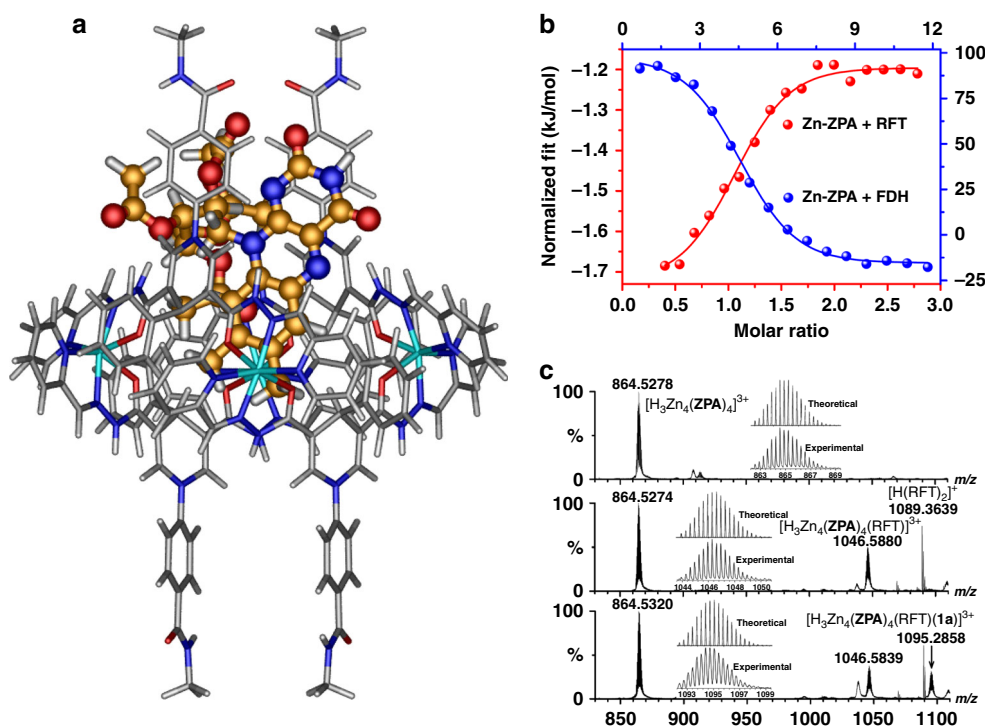 a
b
0 3 6 9 12
−1.2 −1.3 −1.4 −1.5 −1.6 −1.7
Normalized fit (kJ/mol)
Zn-ZPA + RFT
Zn-ZPA + FDH
100 75 50 25 0 −25
0.0 0.5 1.0 1.5 2.0 2.5 3.0
Molar ratio
c
100
%
0
864.5278
[H3Zn4(ZPA)4]3+
Theoretical
Experimental
863 865 867 869
m/z
100
%
0
864.5274
Theoretical
Experimental
1044 1046 1048 1050
[H3Zn4(ZPA)4(RFT)]3+
1046.5880
[H(RFT)2]+
1089.3639
m/z
100
%
0
864.5320
Theoretical
Experimental
1093 1095 1097 1099
[H3Zn4(ZPA)4(RFT)(1a)]3+
1095.2858
1046.5839
m/z
850 900 950 1000 1050 1100